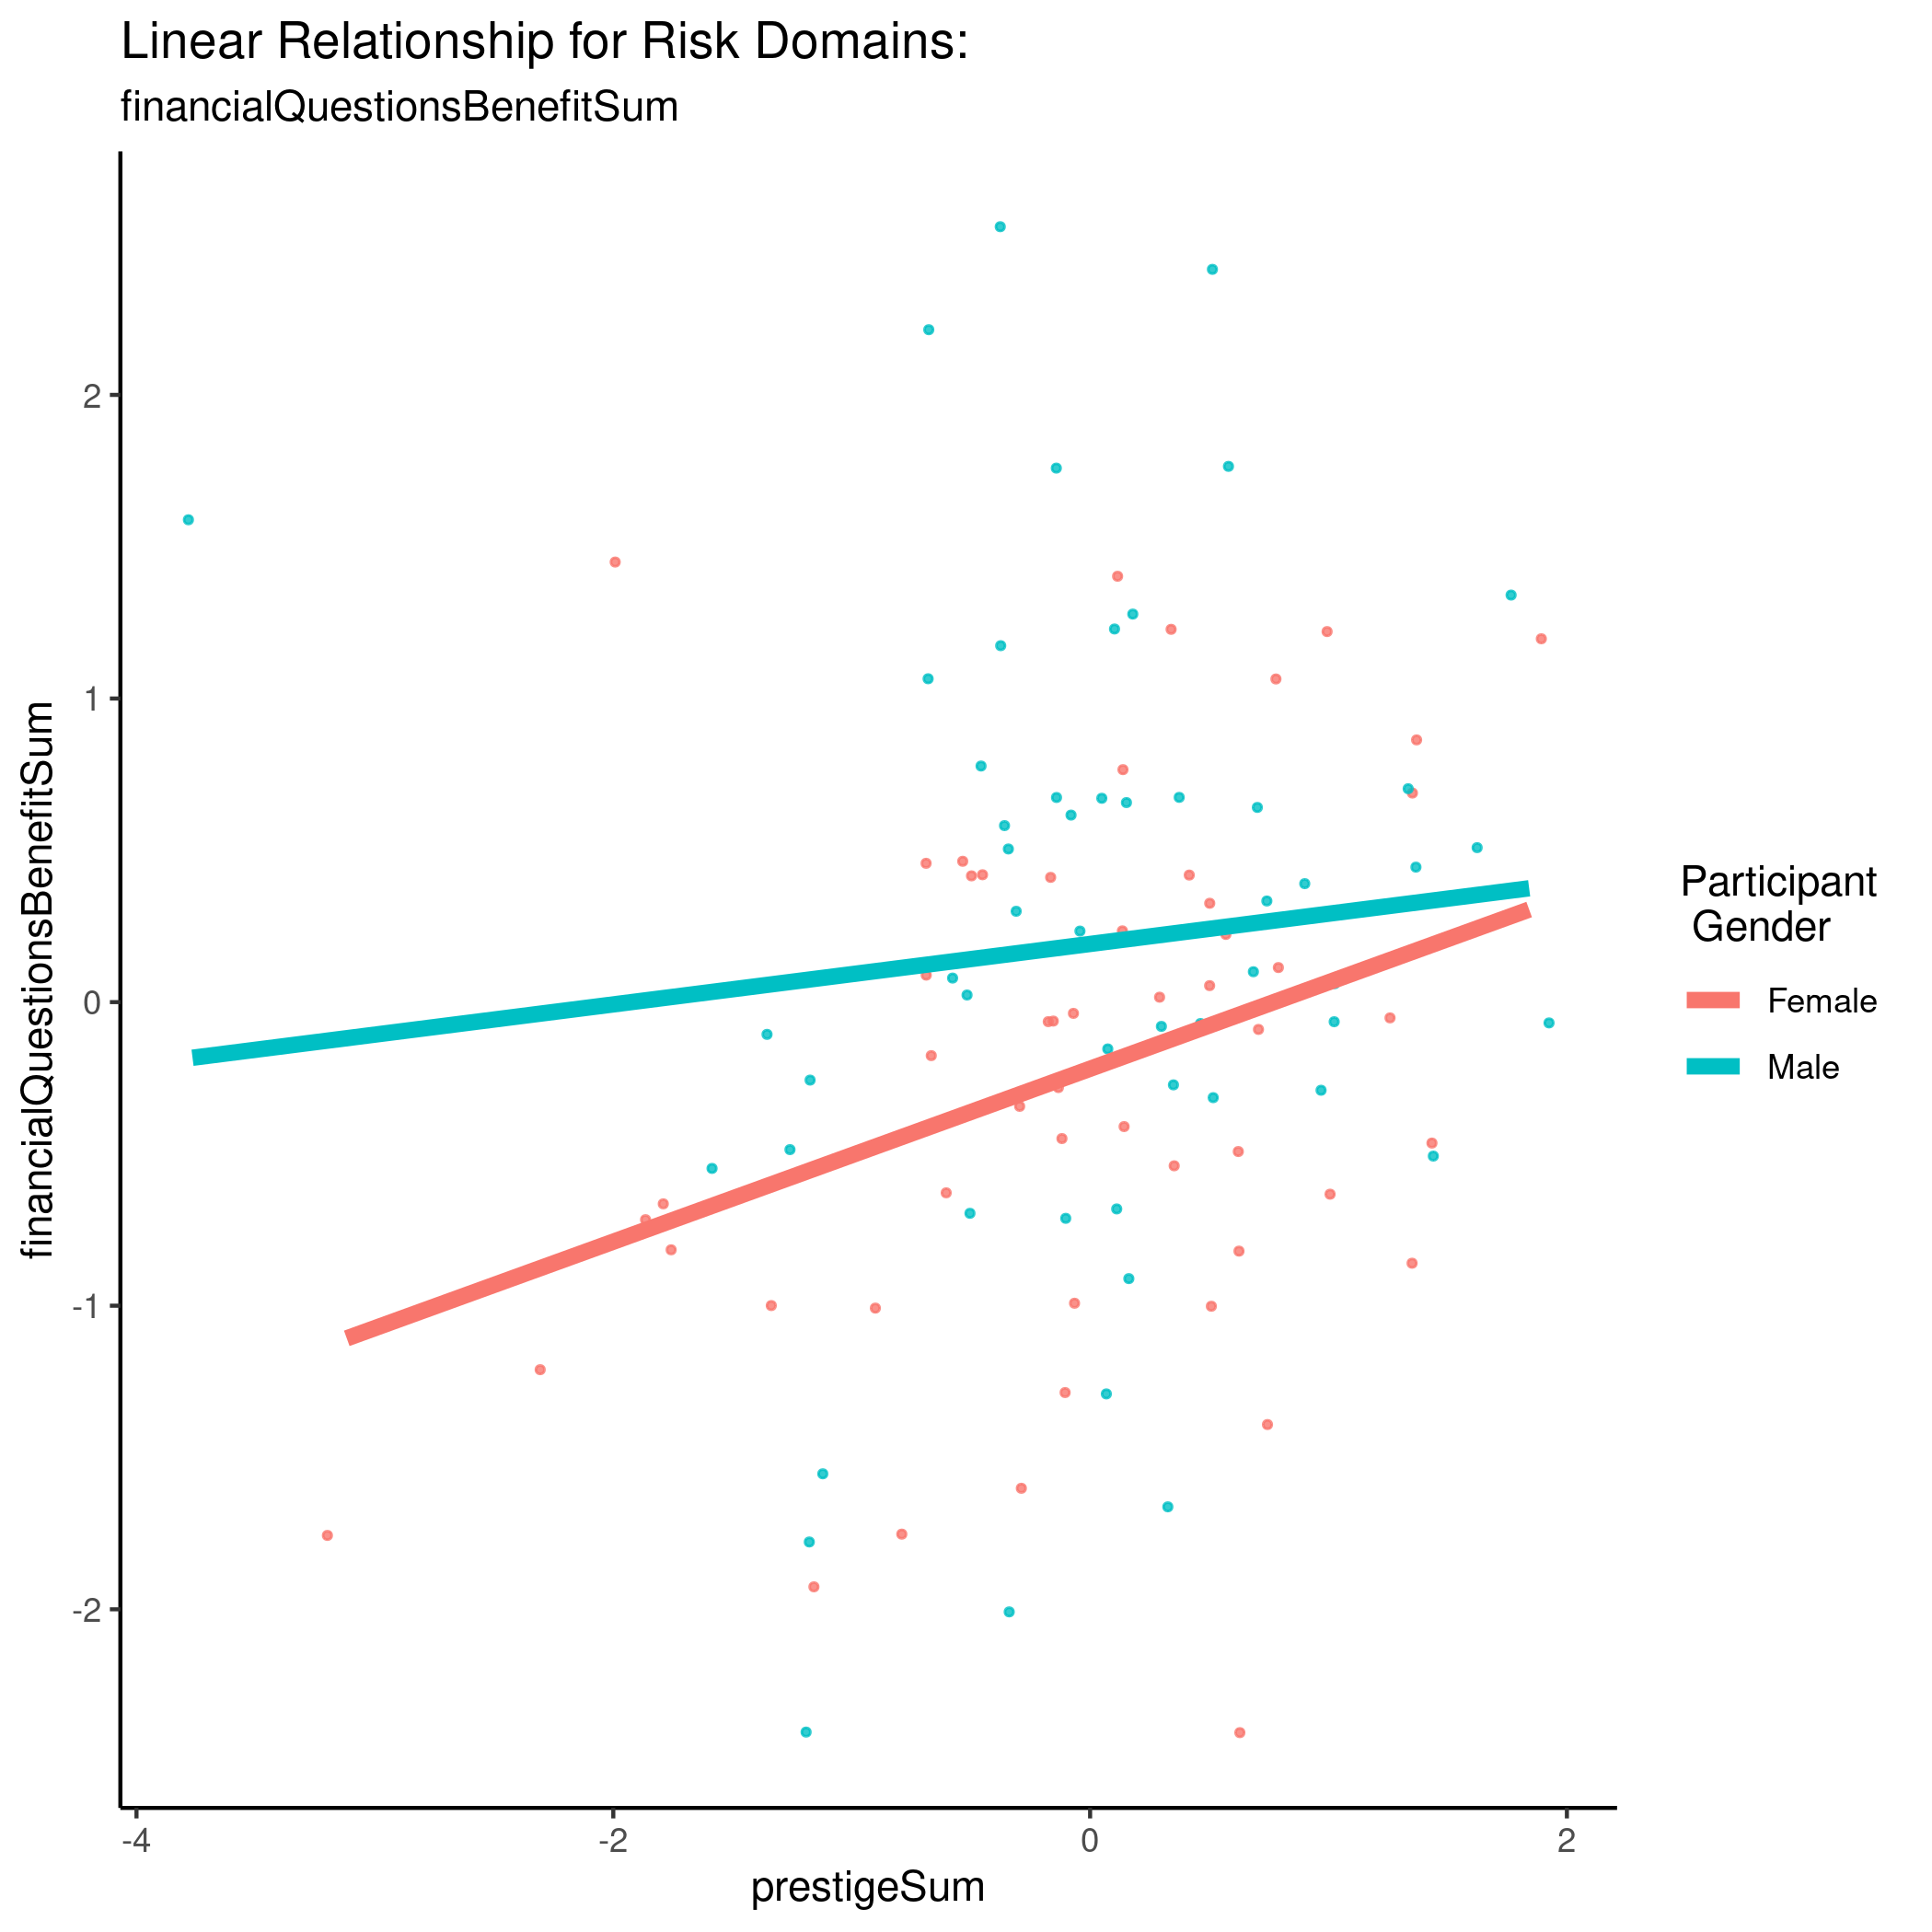 Linear Relationship for Risk Domains:
financialQuestionsBenefitSum
financialQuestionsBenefitSum
2
1
0
-1
-2
-4
-2
0
2
prestigeSum
Participant
Gender
Female
Male